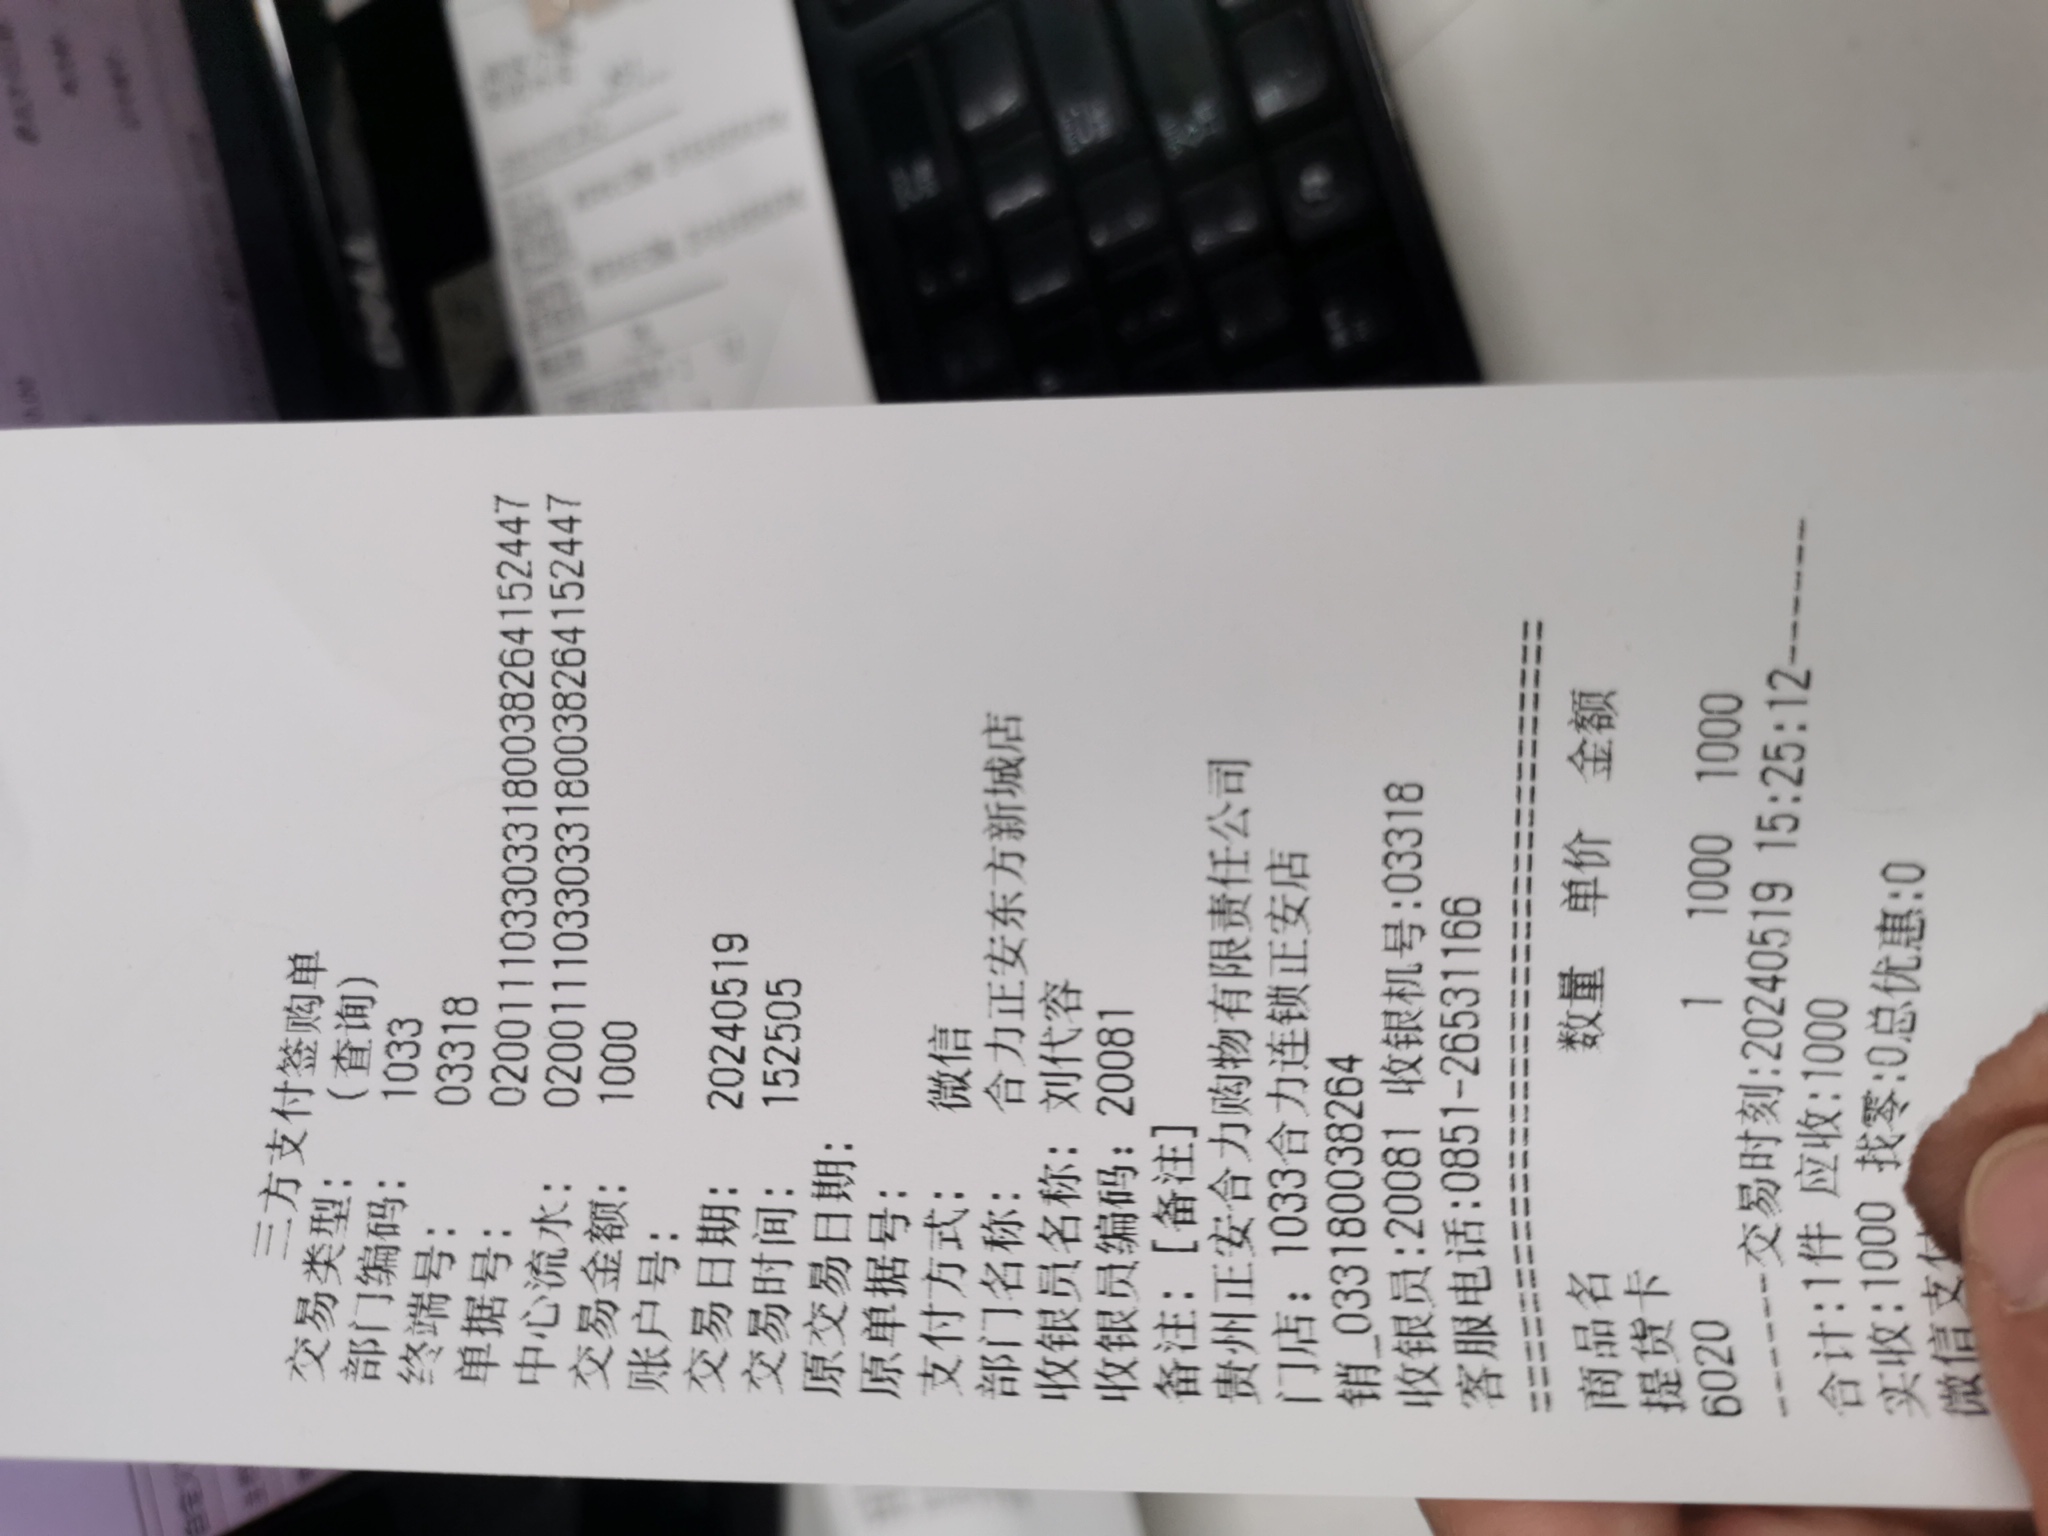 三方支付签购单
交易类型： (查询)
部门编码： 1033
终端号： 033318
单据号： 0200111033033180038264152447
中心流水： 0200111033033180038264152447
交易金额： 1000
账户号：
交易日期： 20240519
交易时间： 152505
原交易日期：
原单据号：
支付方式： 微信
部门名称： 合力正安东方新城店
收银员名称： 刘代容
收银员编码： 20081
备注： [备注]
贵州正安合力购物有限责任公司
门店： 1033合力连锁正安店
销_033180038264
收银员:20081 收银机号:03318
客服电话:0851-26531166
==============================
商品名 数量 单价 金额
提货卡
6020 1 1000 1000
------交易时刻:20240519 15:25:12------
合计:1件 应收:1000
实收:1000 找零:0总优惠:0
微信支付